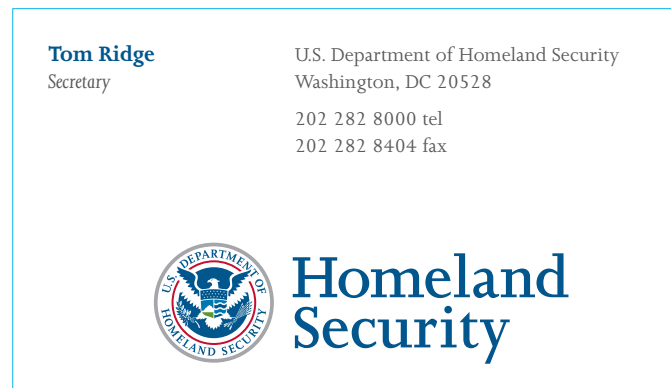 Tom Ridge
Secretary
U.S. Department of Homeland Security
Washington, DC 20528
202 282 8000 tel
202 282 8404 fax
U.S. DEPARTMENT OF
HOMELAND SECURITY
Homeland
Security